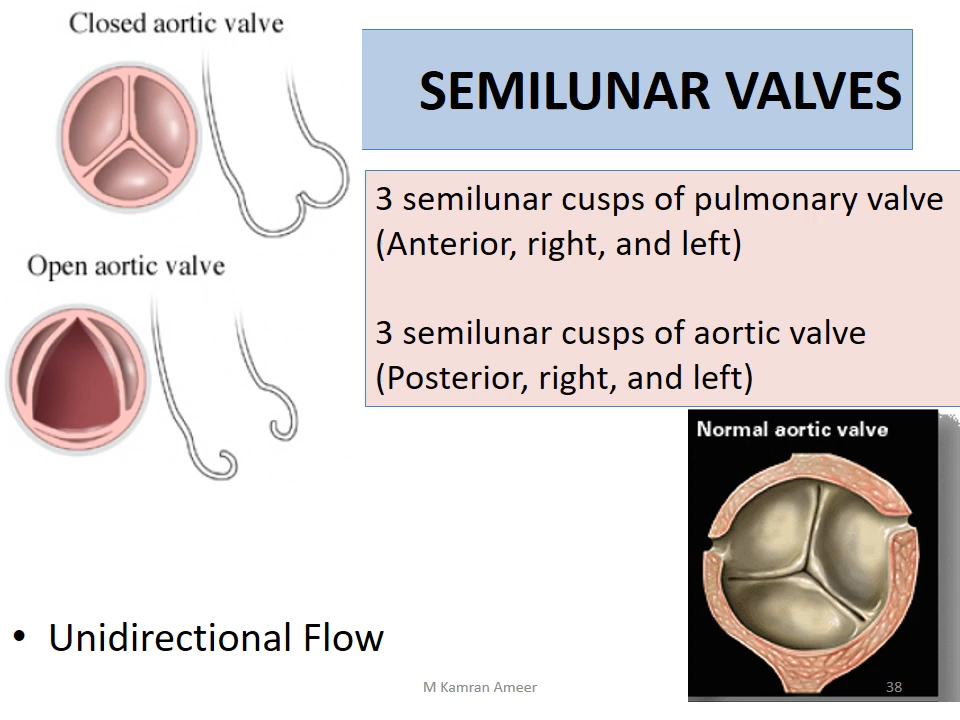 Closed aortic valve
SEMILUNAR VALVES
3 semilunar cusps of pulmonary valve
(Anterior, right, and left)
Open aortic valve
3 semilunar cusps of aortic valve
(Posterior, right, and left)
Normal aortic valve
• Unidirectional Flow
M Kamran Ameer
38